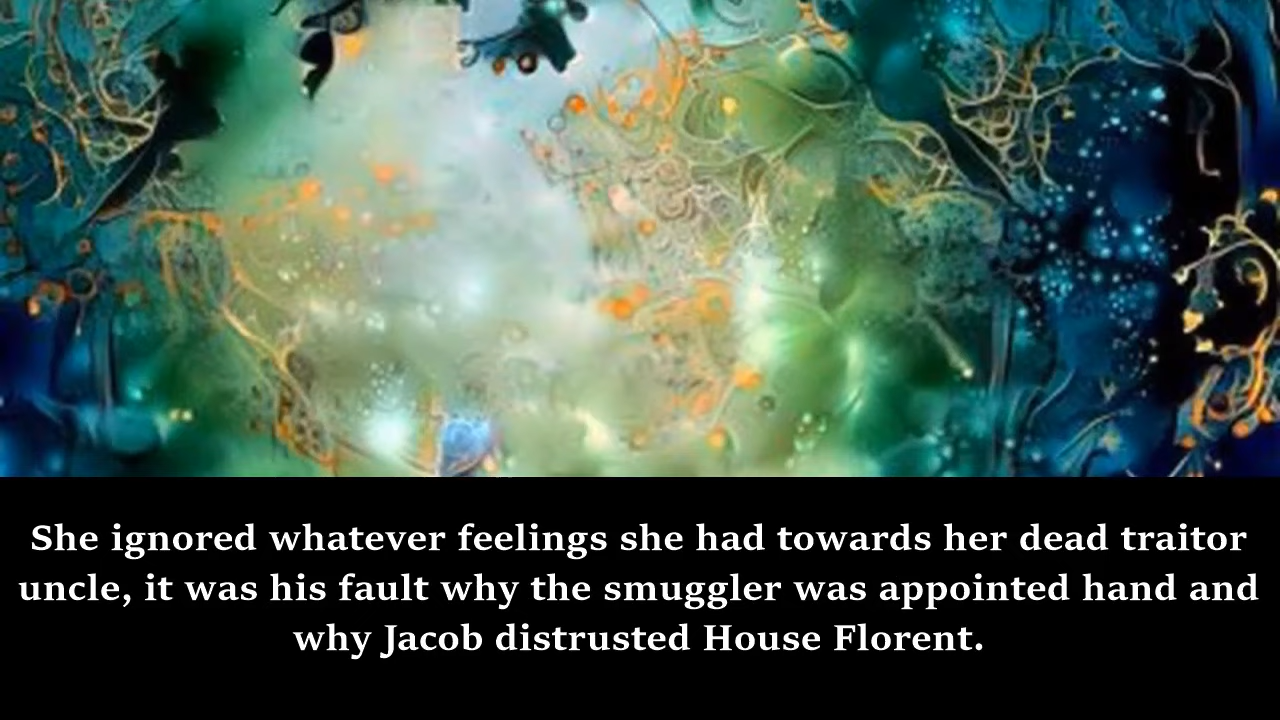 She ignored whatever feelings she had towards her dead traitor
uncle, it was his fault why the smuggler was appointed hand and
why Jacob distrusted House Florent.